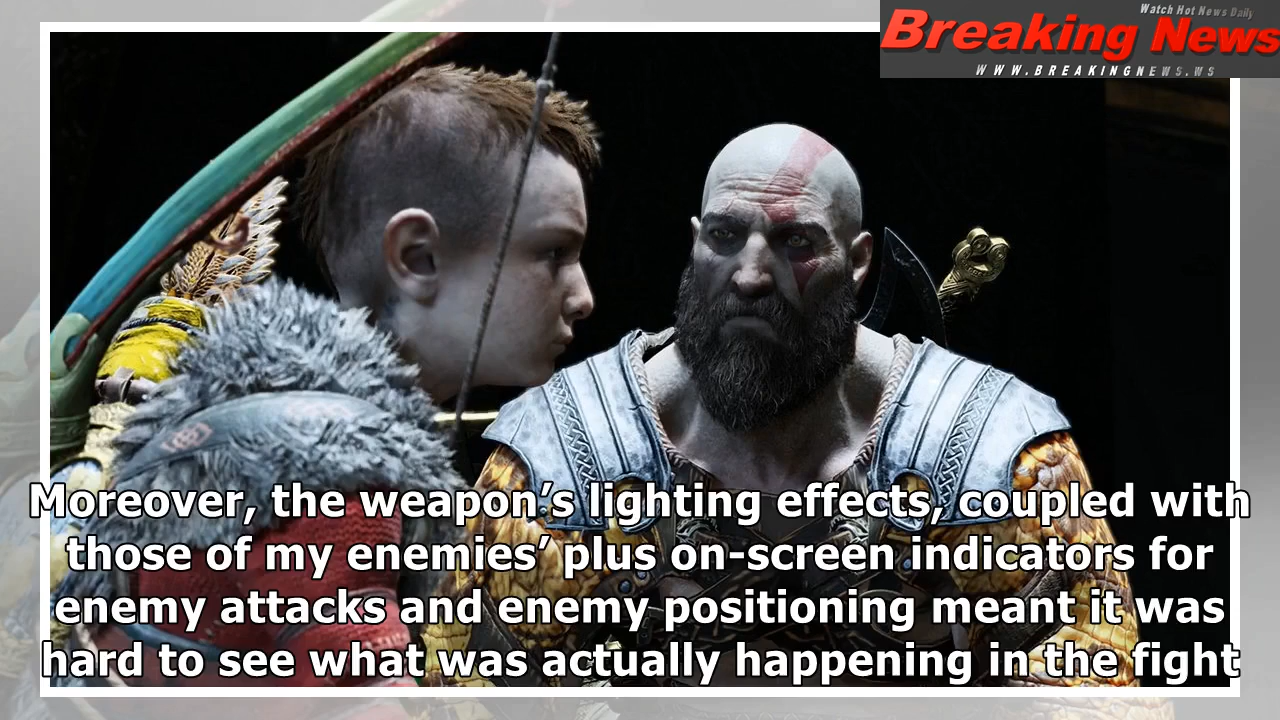 Watch Hot News Daily
Breaking News
WWW.BREAKINGNEWS.WS
Moreover, the weapon’s lighting effects, coupled with
those of my enemies’ plus on-screen indicators for
enemy attacks and enemy positioning meant it was
hard to see what was actually happening in the fight